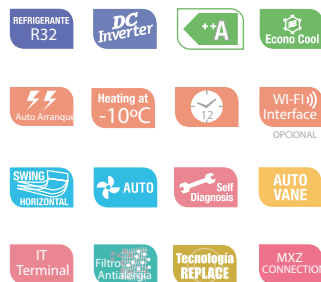 REFRIGERANTE
R32
DC
Inverter
++A
Econo Cool
Auto Arranque
Heating at
-10ºC
12
WI-FI
Interface
OPCIONAL
SWING
HORIZONTAL
AUTO
Self
Diagnosis
AUTO
VANE
IT
Terminal
Filtro
Antialergia
Tecnologia
REPLACE
MXZ
CONNECTION